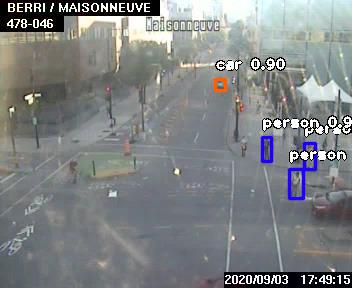 BERRI / MAISONNEUVE
478-046
Maisonneuve
car 0.90
person 0.9
perso
person
2020/09/03 17:49:15